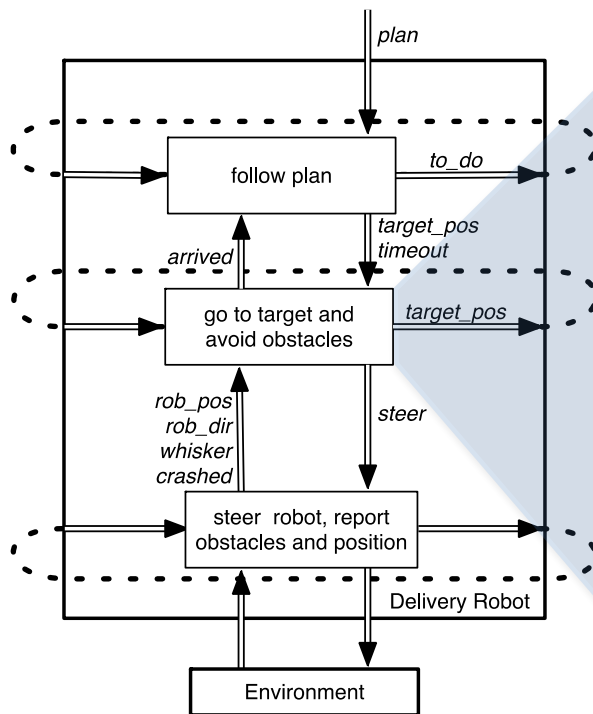 plan
follow plan
to_do
target_pos
timeout
arrived
go to target and
avoid obstacles
target_pos
rob_pos
rob_dir
whisker
crashed
steer
steer robot, report
obstacles and position
Delivery Robot
Environment